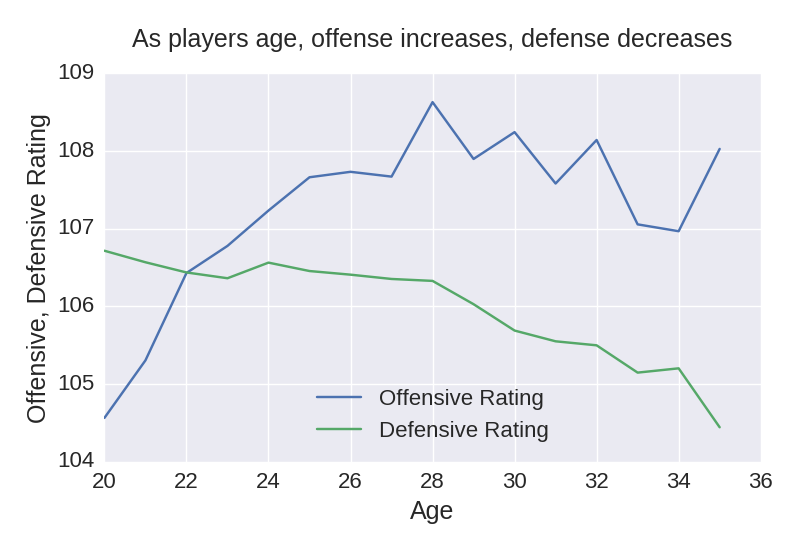 As players age, offense increases, defense decreases
Offensive, Defensive Rating
109
108
107
106
105
104
Offensive Rating
Defensive Rating
20 22 24 26 28 30 32 34 36
Age